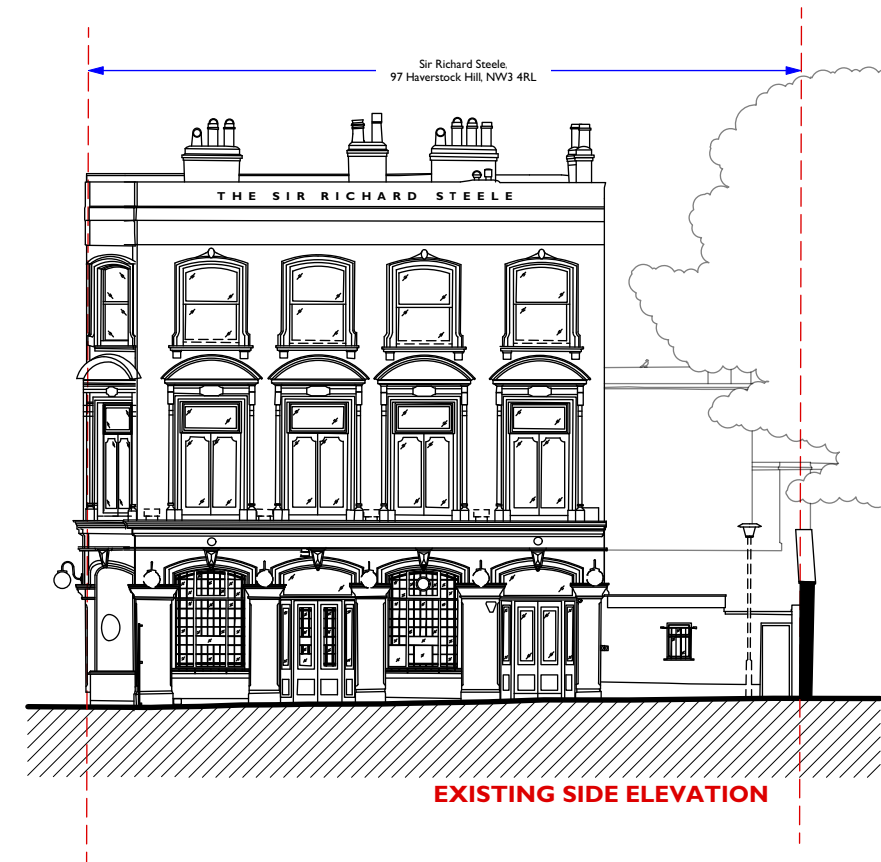 Sir Richard Steele,
97 Haverstock Hill, NW3 4RL
THE SIR RICHARD STEELE
EXISTING SIDE ELEVATION